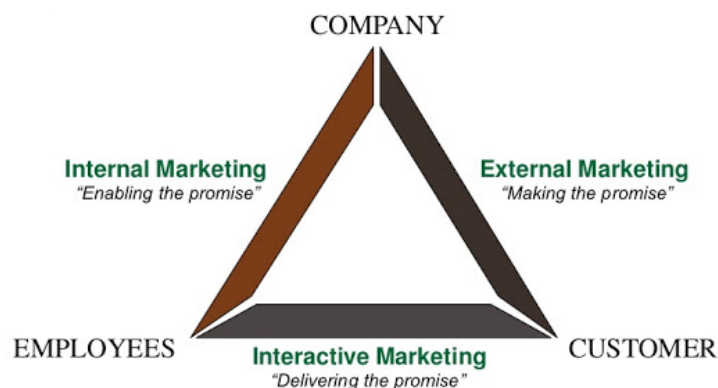 COMPANY
Internal Marketing
“Enabling the promise”
External Marketing
“Making the promise”
EMPLOYEES
CUSTOMER
Interactive Marketing
“Delivering the promise”